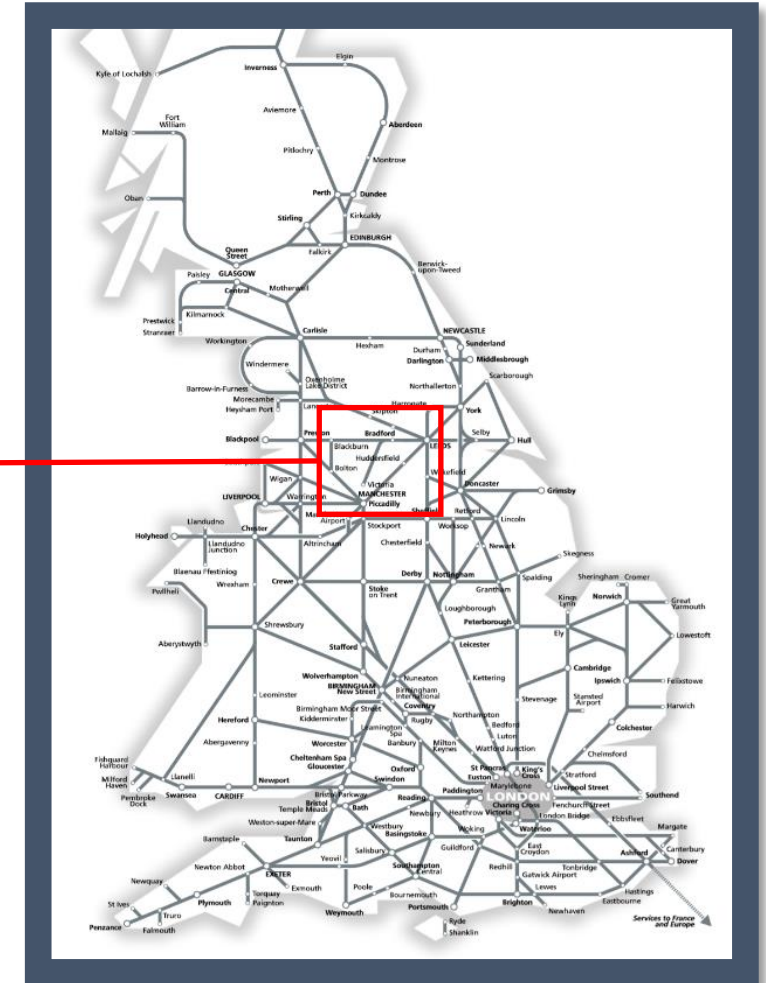 Elgin
Inverness
Kyle of Lochalsh
Aviemore
Fort
William
Mallaig
Aberdeen
Pitlochry
Montrose
Perth
Dundee
Oban
Stirling
Kirkcaldy
EDINBURGH
Falkirk
Queen
Street
GLASGOW
Central
Paisley
Motherwell
Berwick-
upon-Tweed
Prestwick
Stranraer
Kilmarnock
Carlisle
Hexham
NEWCASTLE
Sunderland
Durham
Darlington
Middlesbrough
Workington
Windermere
Oxenholme
Lake District
Northallerton
Scarborough
Barrow-In-Furness
Morecambe
Heysham Port
Skipton
York
Blackpool
Blackburn
Bradford
LEEDS
Selby
Hull
Bolton
Huddersfield
Wigan
Victoria
MANCHESTER
Piccadilly
Doncaster
Grimsby
LIVERPOOL
Airport
Stockport
Retford
Worksop
Lincoln
Llandudno
Holyhead
Llandudno
Junction
Chester
Altrincham
Chesterfield
Newark
Skegness
Blaenau Ffestiniog
Pwllheli
Wrexham
Crewe
Stoke
on Trent
Derby
Nottingham
Grantham
Spalding
Sheringham
Cromer
Kings
Lynn
Norwich
Great
Yarmouth
Loughborough
Aberystwyth
Shrewsbury
Stafford
Leicester
Peterborough
Ely
Lowestoft
Wolverhampton
BIRMINGHAM
New Street
Nuneaton
Birmingham
International
Kettering
Cambridge
Ipswich
Felixstowe
Leominster
Birmingham Moor Street
Kidderminster
Coventry
Rugby
Northampton
Stevenage
Stansted
Airport
Harwich
Hereford
Leamington
Spa
Bedford
Colchester
Abergavenny
Worcester
Banbury
Milton
Keynes
Luton
Watford Junction
Chelmsford
Fishguard
Harbour
Milford
Haven
Pembroke
Dock
Llanelli
Swansea
CARDIFF
Newport
Cheltenham Spa
Gloucester
Oxford
Swindon
St Pancras
Euston
King's
Cross
Stratford
Marylebone
Liverpool Street
Paddington
LONDON
Southend
Bristol Parkway
Bristol
Temple Meads
Bath
Reading
Newbury
Heathrow
Victoria
Charing Cross
Fenchurch Street
London Bridge
Waterloo
Ebbsfleet
Margate
Weston-super-Mare
Westbury
Basingstoke
Woking
Guildford
East
Croydon
Canterbury
Ashford
Dover
Barnstaple
Taunton
Yeovil
Salisbury
Southampton
Central
Redhill
Tonbridge
Gatwick Airport
Newton Abbot
EXETER
Exmouth
Poole
Bournemouth
Portsmouth
Brighton
Lewes
Newhaven
Hastings
Eastbourne
Newquay
St Ives
Truro
Penzance
Falmouth
Plymouth
Torquay
Paignton
Weymouth
Ryde
Shanklin
Services to France
and Europe